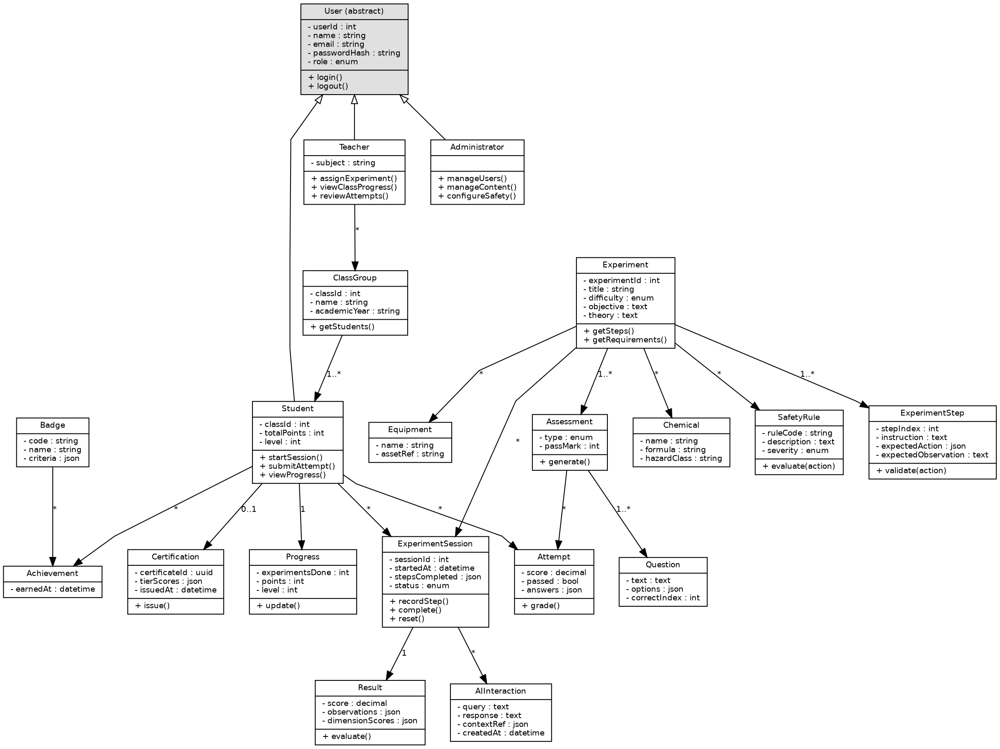 User (abstract)
- userId : int
- name : string
- email : string
- passwordHash : string
- role : enum
+ login()
+ logout()
Teacher
- subject : string
+ assignExperiment()
+ viewClassProgress()
+ reviewAttempts()
Administrator
+ manageUsers()
+ manageContent()
+ configureSafety()
*
ClassGroup
- classId : int
- name : string
- academicYear : string
+ getStudents()
Experiment
- experimentId : int
- title : string
- difficulty : enum
- objective : text
- theory : text
+ getSteps()
+ getRequirements()
1..*
*
1..*
*
*
1..*
*
Badge
- code : string
- name : string
- criteria : json
Student
- classId : int
- totalPoints : int
- level : int
+ startSession()
+ submitAttempt()
+ viewProgress()
Equipment
- name : string
- assetRef : string
Assessment
- type : enum
- passMark : int
+ generate()
Chemical
- name : string
- formula : string
- hazardClass : string
SafetyRule
- ruleCode : string
- description : text
- severity : enum
+ evaluate(action)
ExperimentStep
- stepIndex : int
- instruction : text
- expectedAction : json
- expectedObservation : text
+ validate(action)
*
*
0..1
1
*
*
*
1..*
Achievement
- earnedAt : datetime
Certification
- certificateId : uuid
- tierScores : json
- issuedAt : datetime
+ issue()
Progress
- experimentsDone : int
- points : int
- level : int
+ update()
ExperimentSession
- sessionId : int
- startedAt : datetime
- stepsCompleted : json
- status : enum
+ recordStep()
+ complete()
+ reset()
Attempt
- score : decimal
- passed : bool
- answers : json
+ grade()
Question
- text : text
- options : json
- correctIndex : int
1
*
Result
- score : decimal
- observations : json
- dimensionScores : json
+ evaluate()
AIInteraction
- query : text
- response : text
- contextRef : json
- createdAt : datetime